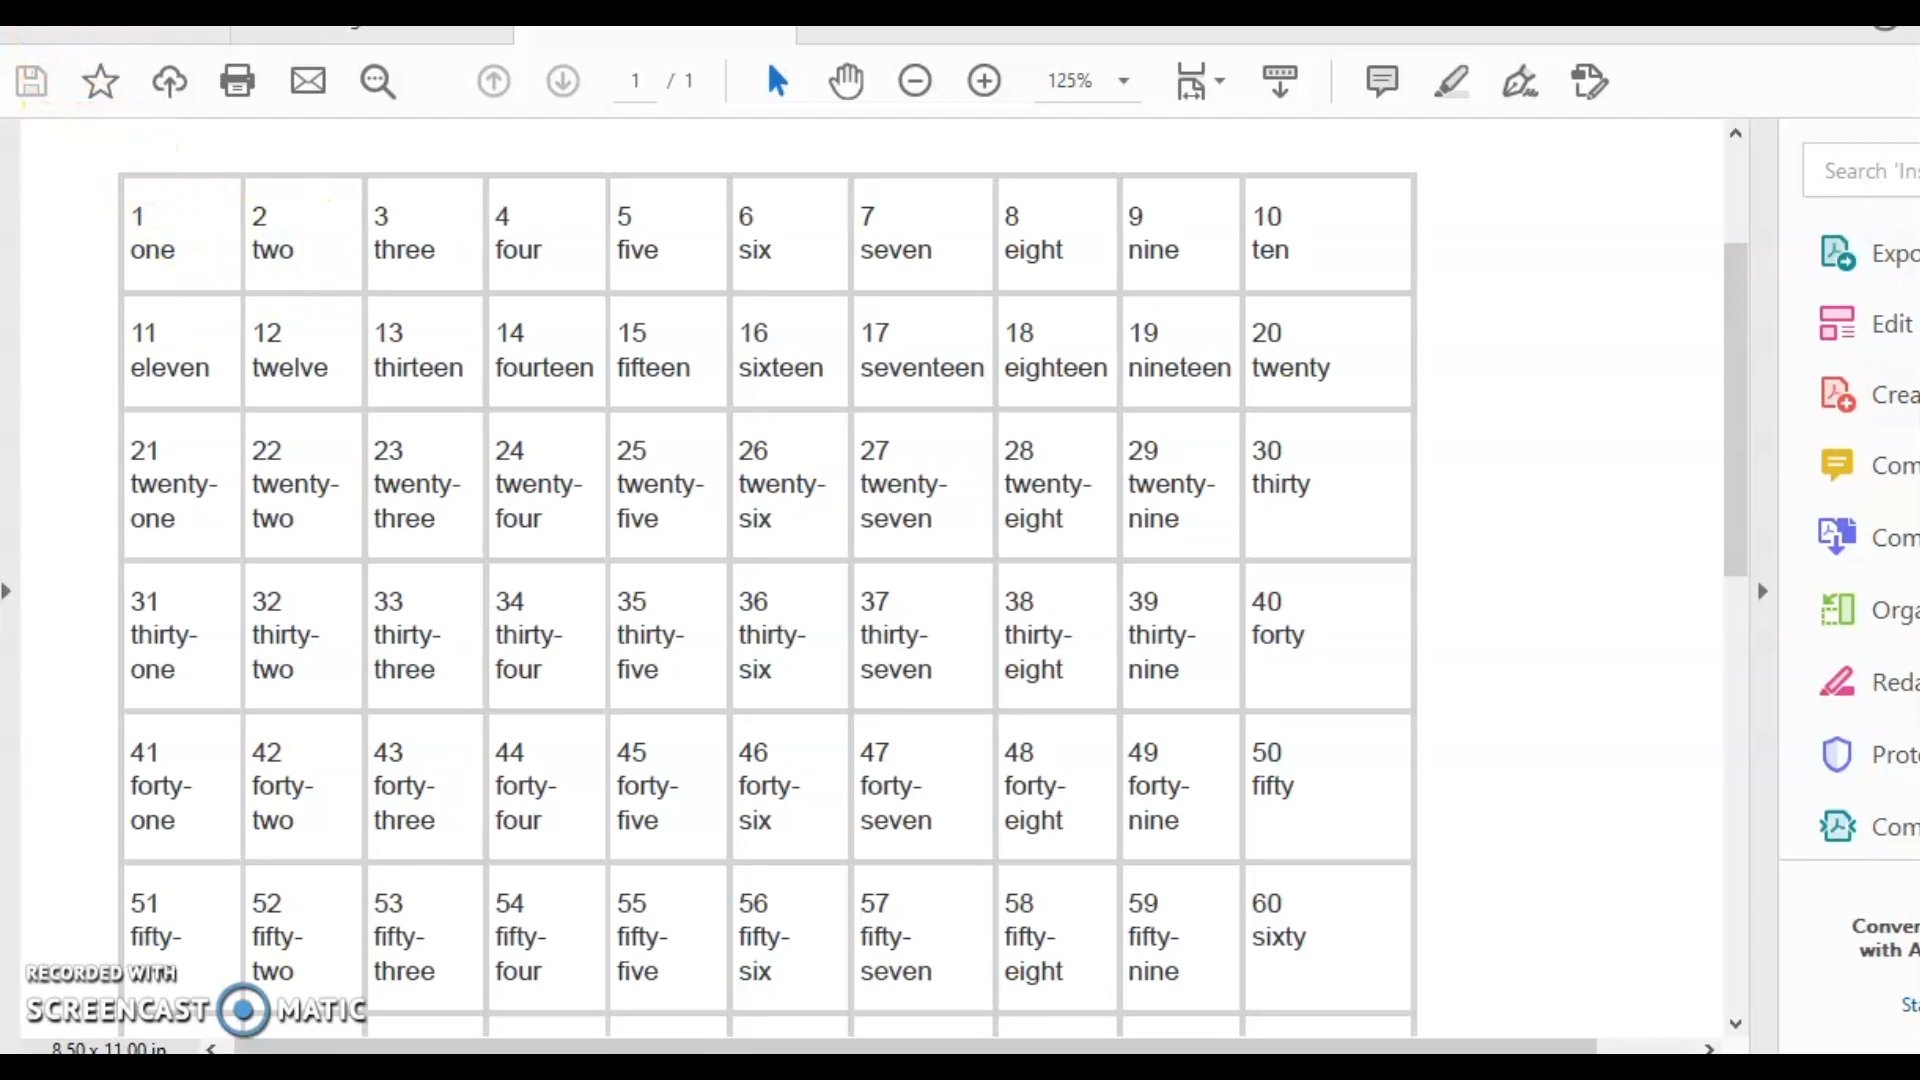 1 / 1
125%
Search 'Ins
1 2 3 4 5 6 7 8 9 10
one two three four five six seven eight nine ten
11 12 13 14 15 16 17 18 19 20
eleven twelve thirteen fourteen fifteen sixteen seventeen eighteen nineteen twenty
21 22 23 24 25 26 27 28 29 30
twenty- twenty- twenty- twenty- twenty- twenty- twenty- twenty- twenty- thirty
one two three four five six seven eight nine
31 32 33 34 35 36 37 38 39 40
thirty- thirty- thirty- thirty- thirty- thirty- thirty- thirty- thirty- forty
one two three four five six seven eight nine
41 42 43 44 45 46 47 48 49 50
forty- forty- forty- forty- forty- forty- forty- forty- forty- fifty
one two three four five six seven eight nine
51 52 53 54 55 56 57 58 59 60
fifty- fifty- fifty- fifty- fifty- fifty- fifty- fifty- fifty- sixty
two three four five six seven eight nine
Expo
Edit
Crea
Com
Com
Orga
Reda
Prote
Com
Conver
with A
Sta
RECORDED WITH
SCREENCAST MATIC
8.50 x 11.00 in